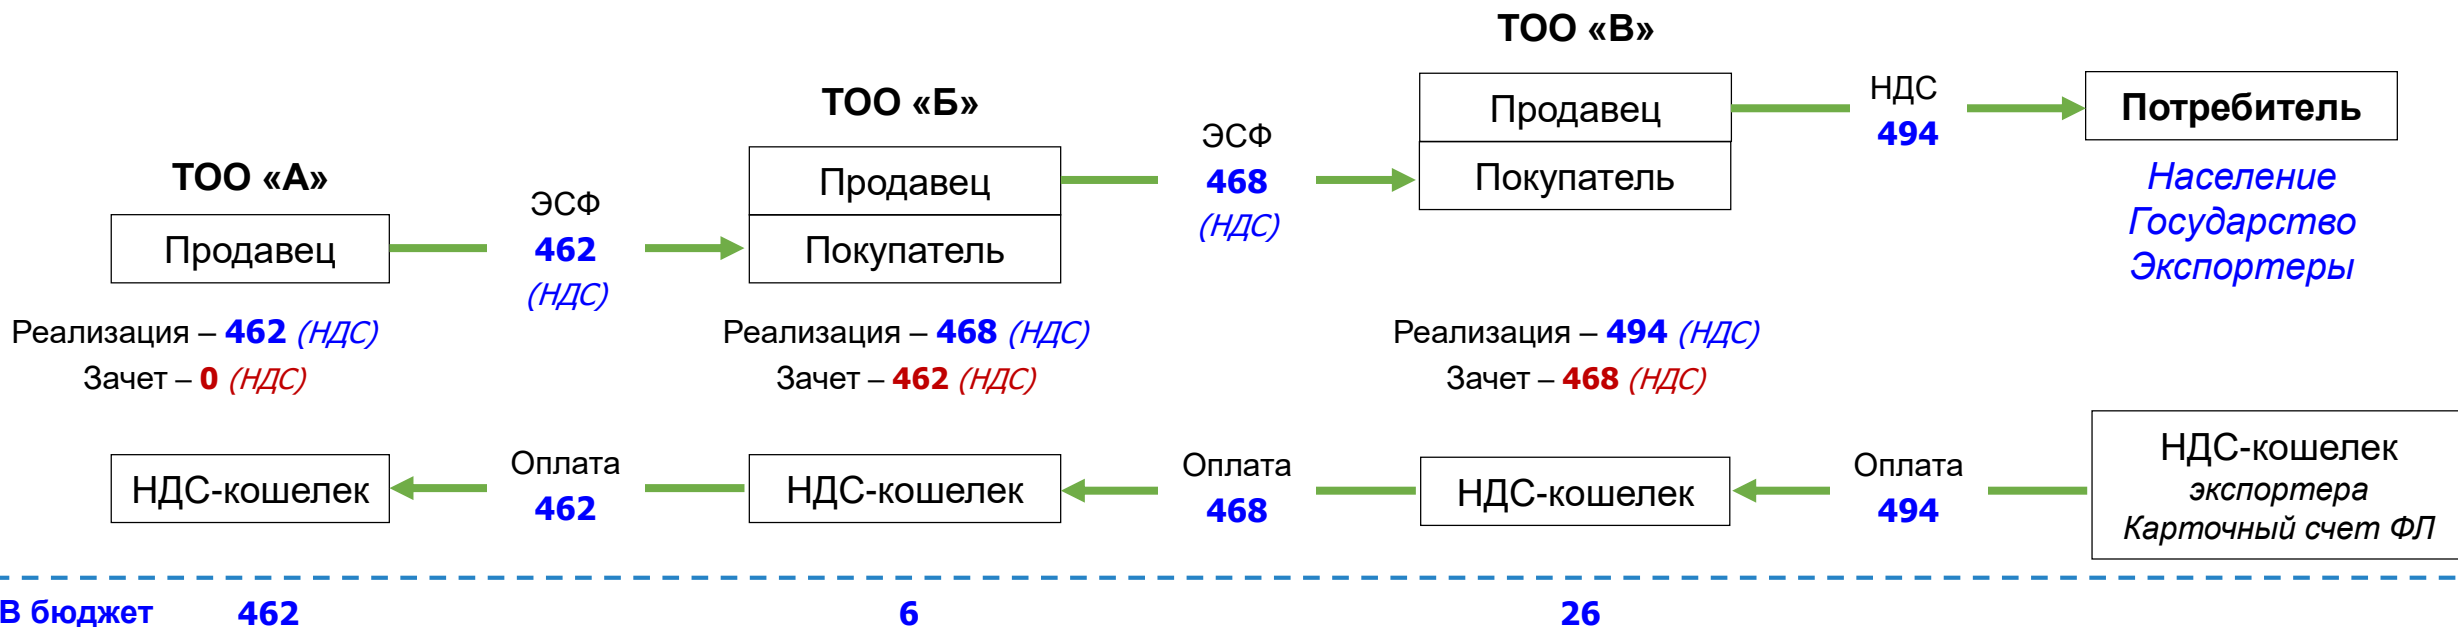 ТОО «А»
Продавец
ЭСФ
462
(НДС)
Реализация – 462 (НДС)
Зачет – 0 (НДС)
ТОО «Б»
Продавец
Покупатель
ЭСФ
468
(НДС)
Реализация – 468 (НДС)
Зачет – 462 (НДС)
ТОО «В»
Продавец
Покупатель
НДС
494
Реализация – 494 (НДС)
Зачет – 468 (НДС)
Потребитель
Население
Государство
Экспортеры
НДС-кошелек
Оплата
462
НДС-кошелек
Оплата
468
НДС-кошелек
Оплата
494
НДС-кошелек
экспортера
Карточный счет ФЛ
В бюджет 462 6 26